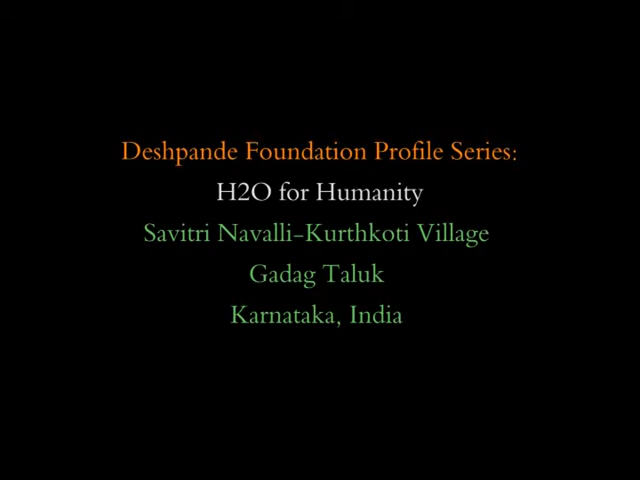 Deshpande Foundation Profile Series:
H2O for Humanity
Savitri Navalli-Kurthkoti Village
Gadag Taluk
Karnataka, India